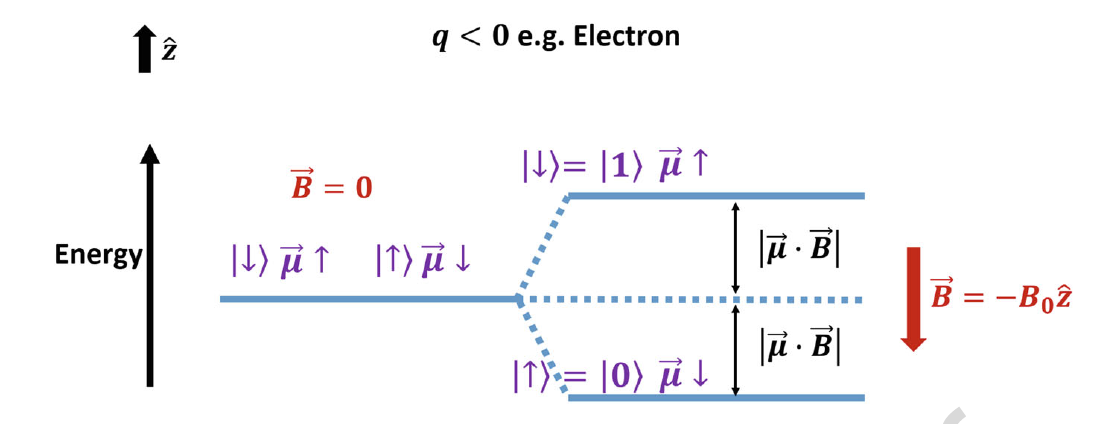 ẑ
q < 0 e.g. Electron
|↓⟩= |1⟩ μ⃗ ↑
B⃗ = 0
Energy
|↓⟩ μ⃗ ↑ |↑⟩ μ⃗ ↓
|μ⃗ · B⃗|
B⃗ = −B₀ẑ
|μ⃗ · B⃗|
|↑⟩ = |0⟩ μ⃗ ↓